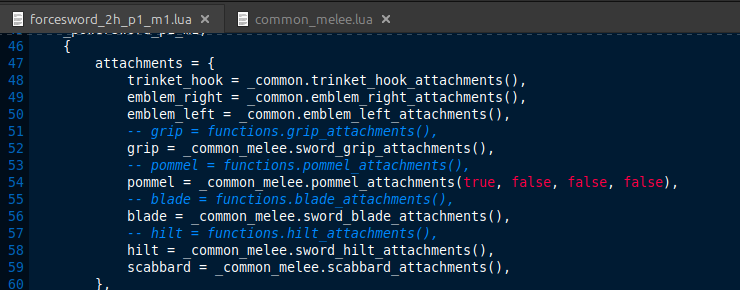 forcesword_2h_p1_m1.lua
common_melee.lua
46 {
47 attachments = {
48 trinket_hook = _common.trinket_hook_attachments(),
49 emblem_right = _common.emblem_right_attachments(),
50 emblem_left = _common.emblem_left_attachments(),
51 -- grip = functions.grip_attachments(),
52 grip = _common_melee.sword_grip_attachments(),
53 -- pommel = functions.pommel_attachments(),
54 pommel = _common_melee.pommel_attachments(true, false, false, false),
55 -- blade = functions.blade_attachments(),
56 blade = _common_melee.sword_blade_attachments(),
57 -- hilt = functions.hilt_attachments(),
58 hilt = _common_melee.sword_hilt_attachments(),
59 scabbard = _common_melee.scabbard_attachments(),
60 },